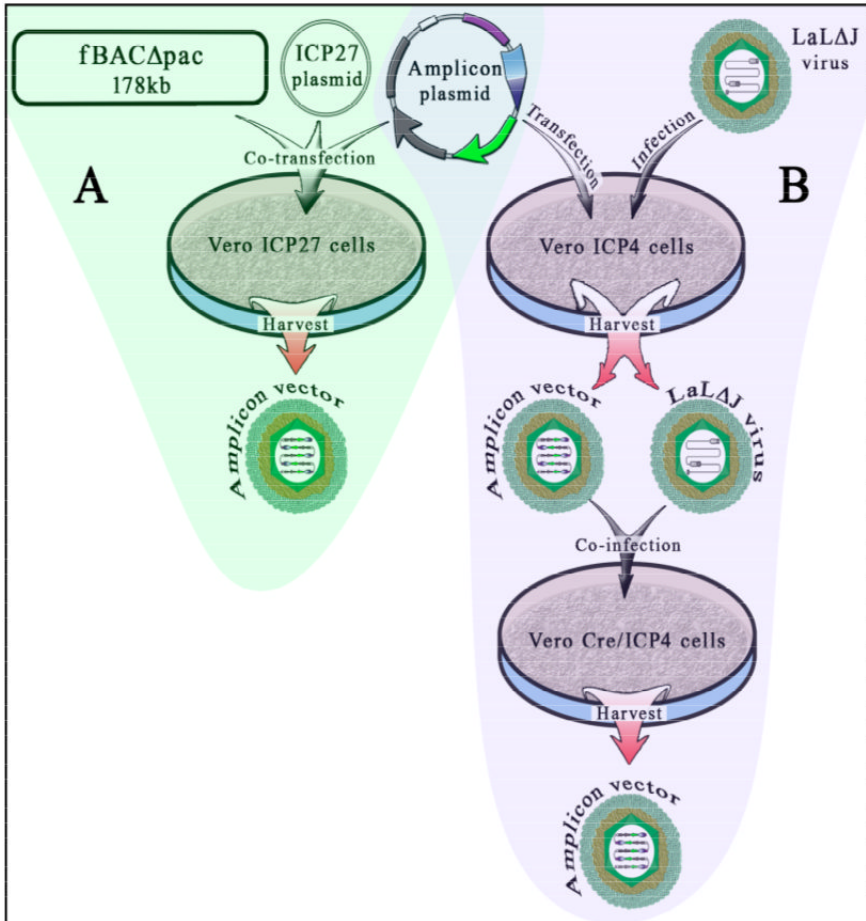 fBACΔpac
178kb
ICP27
plasmid
Amplicon
plasmid
LaLΔJ
virus
Co-transfection
Transfection
Infection
A
B
Vero ICP27 cells
Vero ICP4 cells
Harvest
Harvest
Amplicon vector
Amplicon vector
LaLΔJ virus
Co-infection
Vero Cre/ICP4 cells
Harvest
Amplicon vector